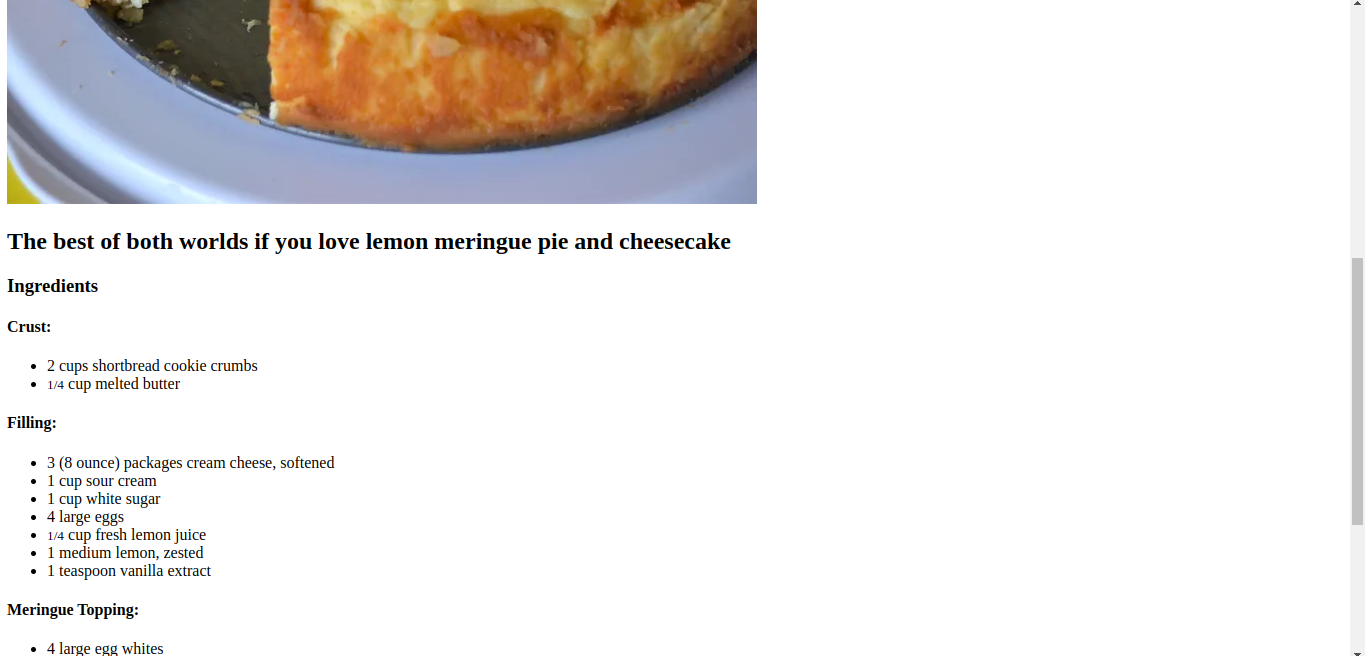 The best of both worlds if you love lemon meringue pie and cheesecake
Ingredients
Crust:
2 cups shortbread cookie crumbs
1/4 cup melted butter
Filling:
3 (8 ounce) packages cream cheese, softened
1 cup sour cream
1 cup white sugar
4 large eggs
1/4 cup fresh lemon juice
1 medium lemon, zested
1 teaspoon vanilla extract
Meringue Topping:
4 large egg whites